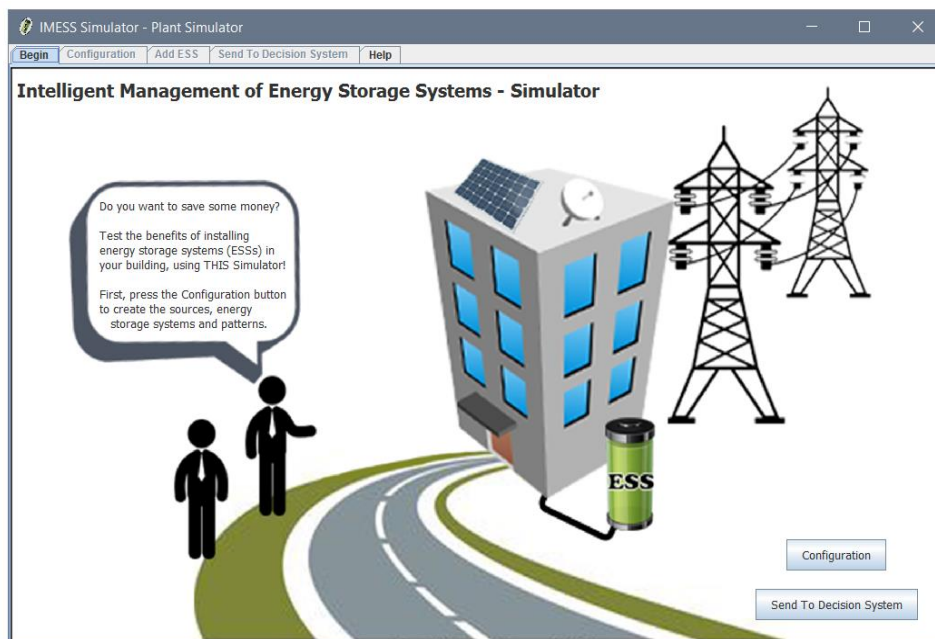 IMESS Simulator - Plant Simulator
Begin Configuration Add ESS Send To Decision System Help
Intelligent Management of Energy Storage Systems - Simulator
Do you want to save some money?
Test the benefits of installing
energy storage systems (ESSs) in
your building, using THIS Simulator!
First, press the Configuration button
to create the sources, energy
storage systems and patterns.
ESS
Configuration
Send To Decision System